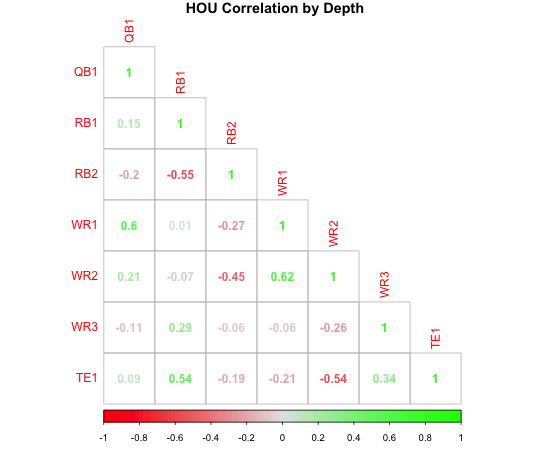 HOU Correlation by Depth
QB1
QB1 1 RB1
RB1 0.15 1 RB2
RB2 -0.2 -0.55 1 WR1
WR1 0.6 0.01 -0.27 1 WR2
WR2 0.21 -0.07 -0.45 0.62 1 WR3
WR3 -0.11 0.29 -0.06 -0.06 -0.26 1 TE1
TE1 0.09 0.54 -0.19 -0.21 -0.54 0.34 1
-1 -0.8 -0.6 -0.4 -0.2 0 0.2 0.4 0.6 0.8 1